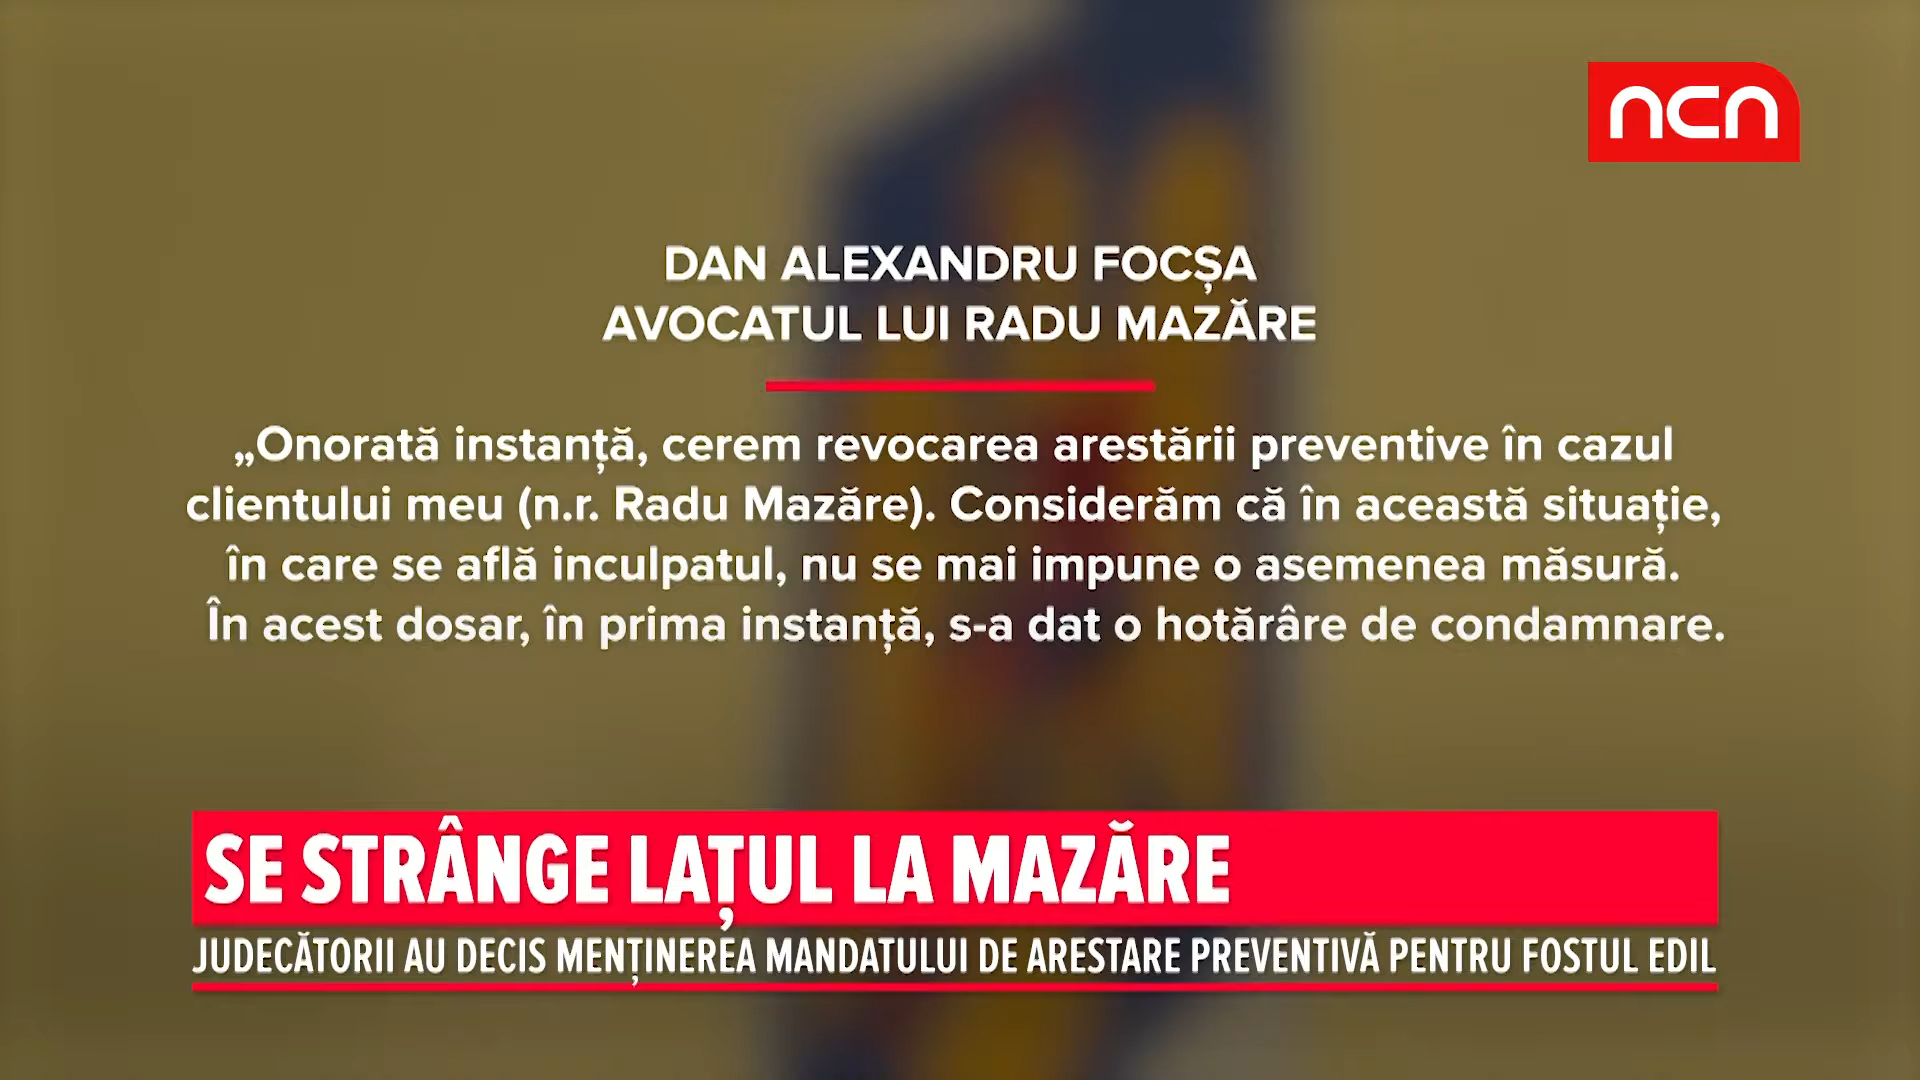 ncn
DAN ALEXANDRU FOCȘA
AVOCATUL LUI RADU MAZĂRE
„Onorată instanță, cerem revocarea arestării preventive în cazul
clientului meu (n.r. Radu Mazăre). Considerăm că în această situație,
în care se află inculpatul, nu se mai impune o asemenea măsură.
În acest dosar, în prima instanță, s-a dat o hotărâre de condamnare.
SE STRÂNGE LAȚUL LA MAZĂRE
JUDECĂTORII AU DECIS MENȚINEREA MANDATULUI DE ARESTARE PREVENTIVĂ PENTRU FOSTUL EDIL